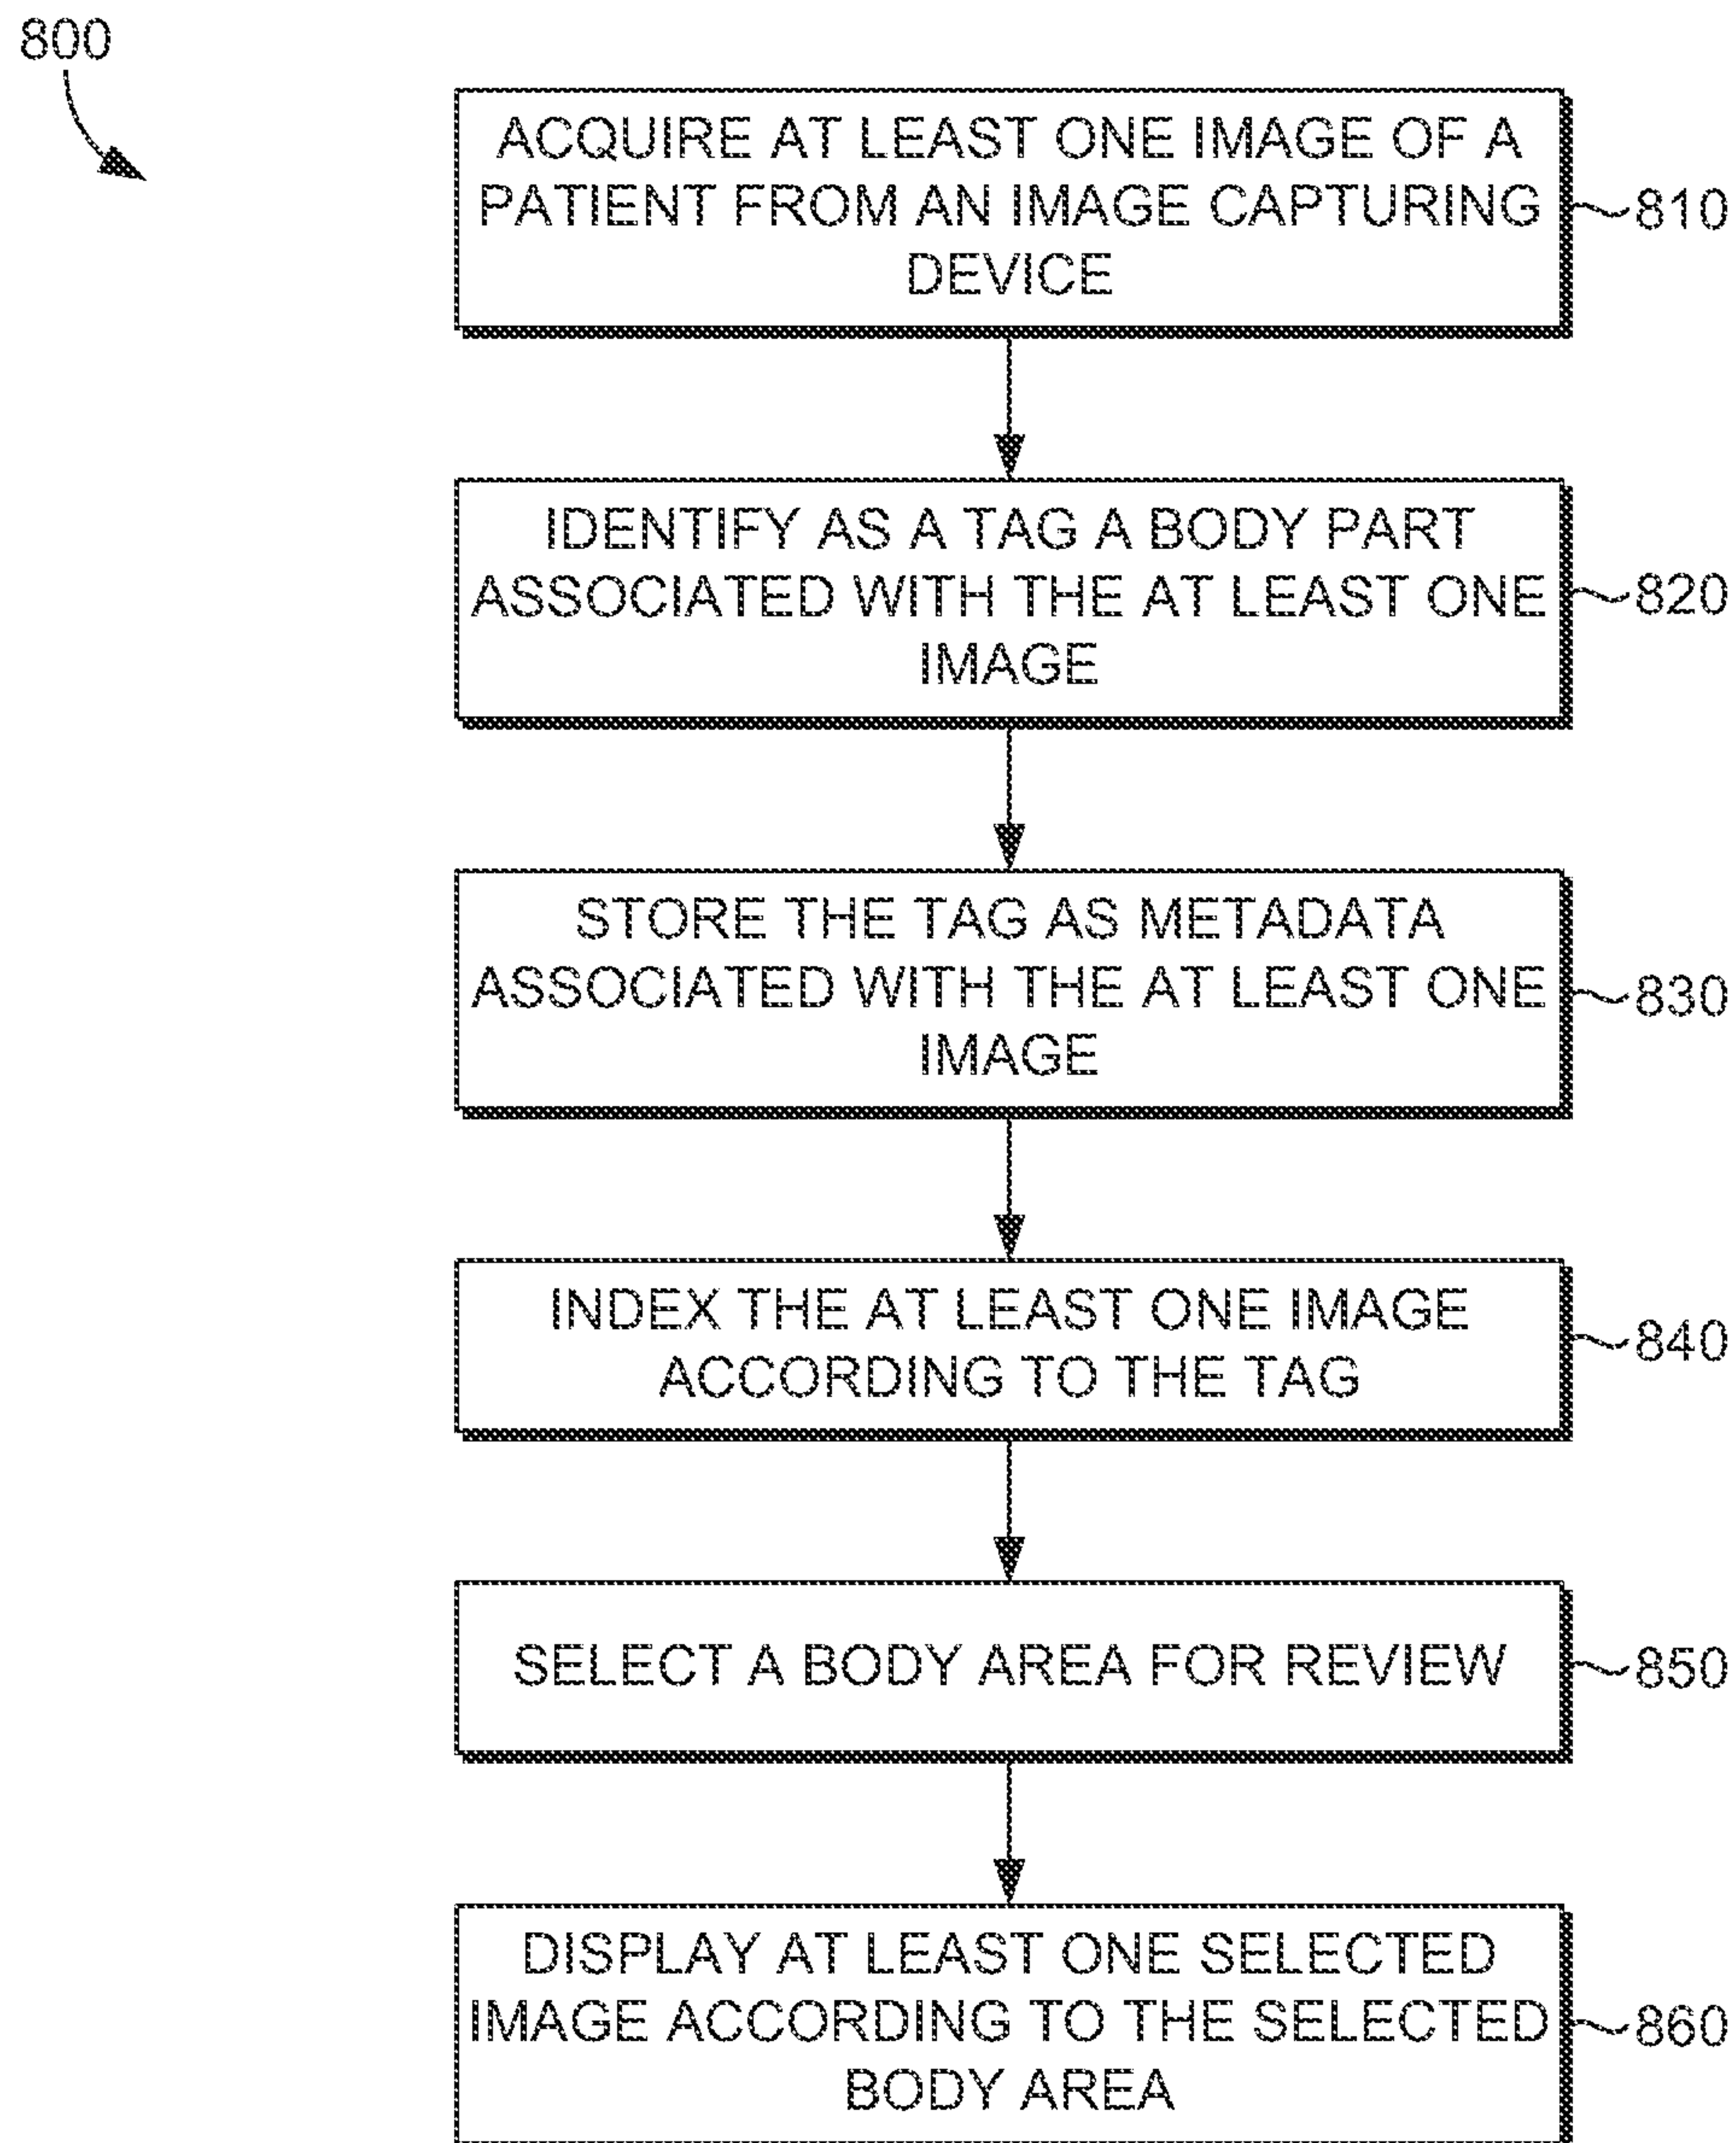 800
ACQUIRE AT LEAST ONE IMAGE OF A
PATIENT FROM AN IMAGE CAPTURING
DEVICE
810
IDENTIFY AS A TAG A BODY PART
ASSOCIATED WITH THE AT LEAST ONE
IMAGE
820
STORE THE TAG AS METADATA
ASSOCIATED WITH THE AT LEAST ONE
IMAGE
830
INDEX THE AT LEAST ONE IMAGE
ACCORDING TO THE TAG
840
SELECT A BODY AREA FOR REVIEW
850
DISPLAY AT LEAST ONE SELECTED
IMAGE ACCORDING TO THE SELECTED
BODY AREA
860